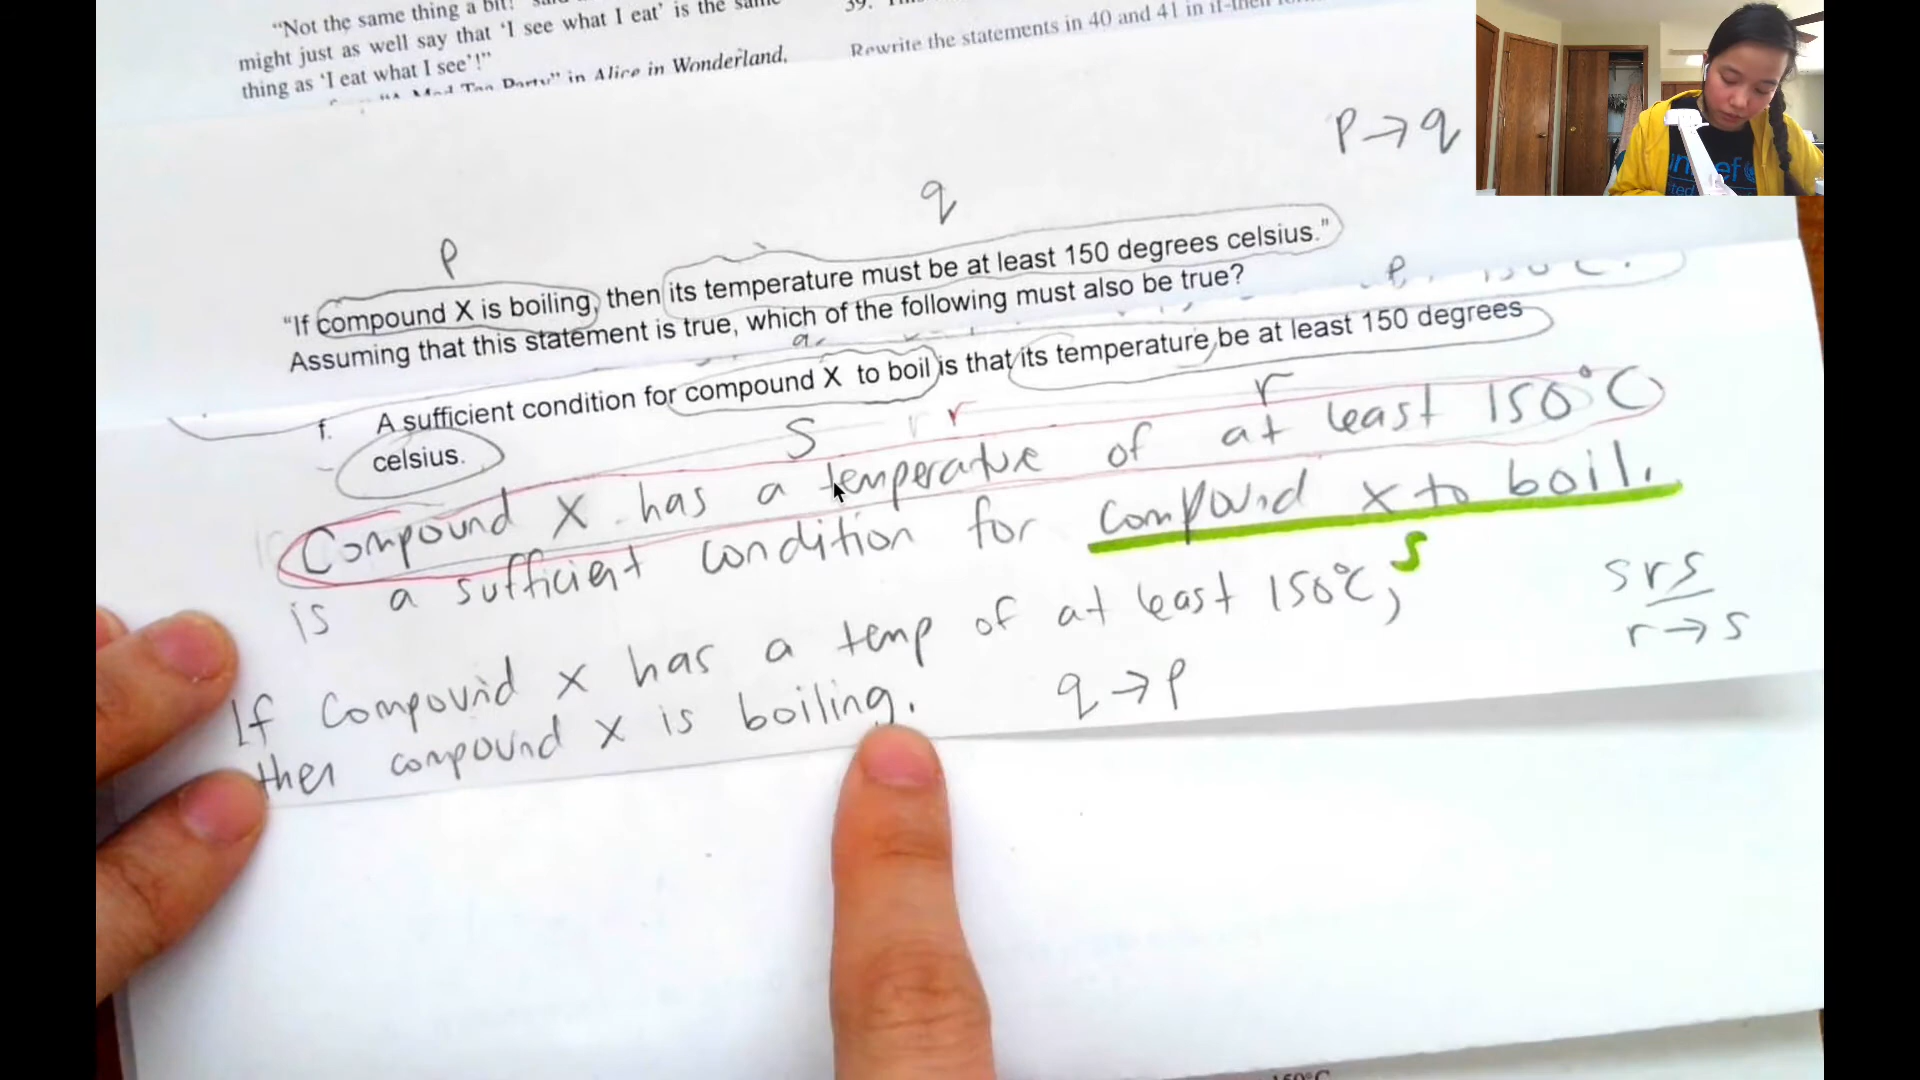 "Not the same thing a bit!"
might just as well say that 'I see what I eat' is the same
thing as 'I eat what I see'!"
"A Mad Tea Party" in Alice in Wonderland,
39.
Rewrite the statements in 40 and 41 in if-then
p → q
p
q
"If compound X is boiling, then its temperature must be at least 150 degrees celsius."
Assuming that this statement is true, which of the following must also be true?
f. A sufficient condition for compound X to boil is that its temperature be at least 150 degrees
celsius.
S
r
r
Compound X has a temperature of at least 150°C
is a sufficient condition for compound X to boil.
S
If compound X has a temp of at least 150°C,
then compound X is boiling.
q → p
s r s
r → s
unicef